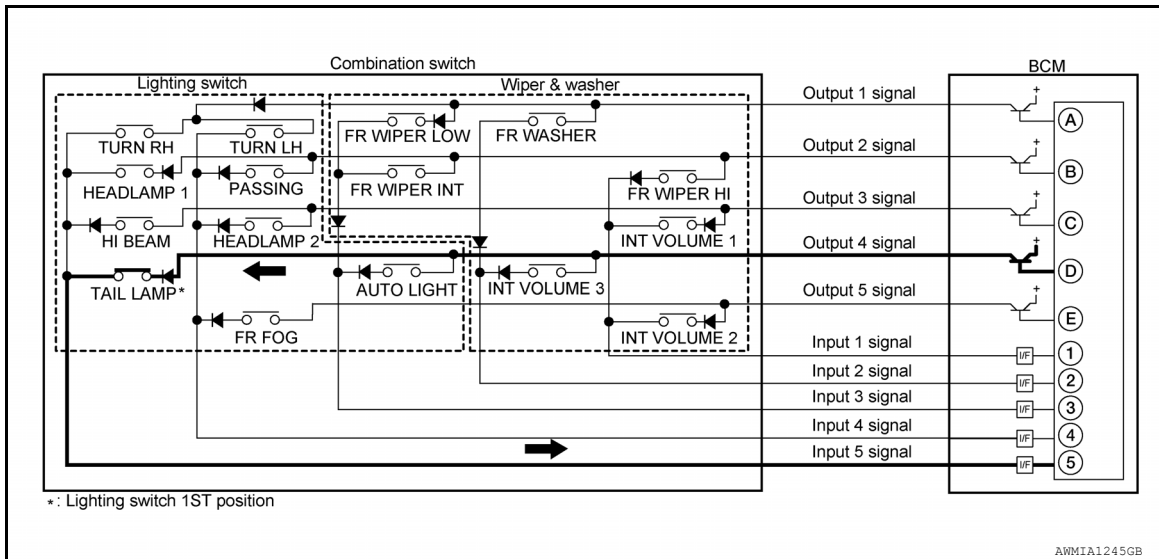 Combination switch
BCM
Lighting switch
Wiper & washer
Output 1 signal
A
TURN RH
TURN LH
FR WIPER LOW
FR WASHER
Output 2 signal
B
HEADLAMP 1
PASSING
FR WIPER INT
FR WIPER HI
Output 3 signal
C
HI BEAM
HEADLAMP 2
INT VOLUME 1
Output 4 signal
D
TAIL LAMP*
AUTO LIGHT
INT VOLUME 3
Output 5 signal
E
FR FOG
INT VOLUME 2
Input 1 signal
I/F
1
Input 2 signal
I/F
2
Input 3 signal
I/F
3
Input 4 signal
I/F
4
Input 5 signal
I/F
5
*: Lighting switch 1ST position
AWMIA1245GB